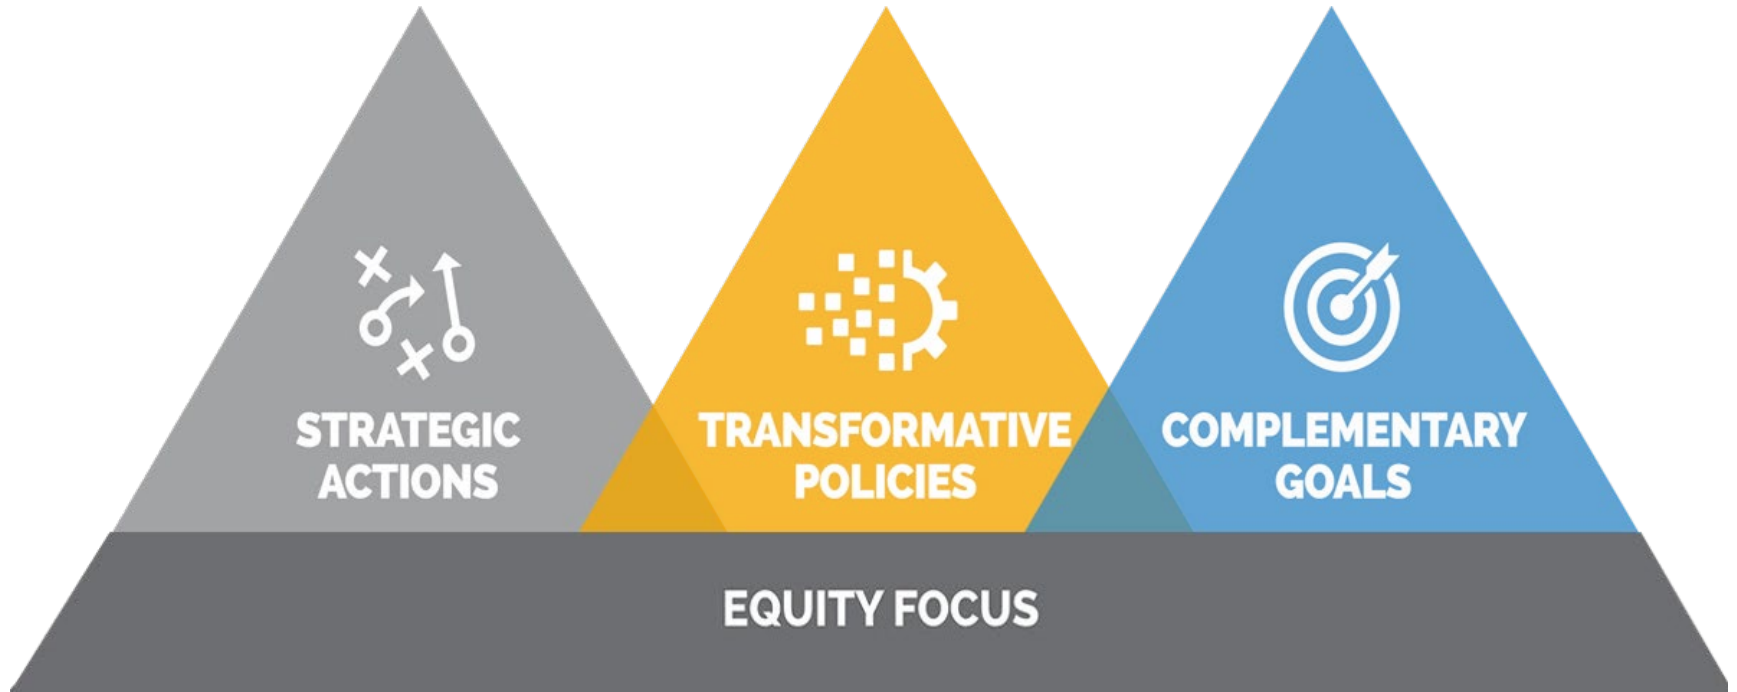 STRATEGIC
ACTIONS
TRANSFORMATIVE
POLICIES
COMPLEMENTARY
GOALS
EQUITY FOCUS